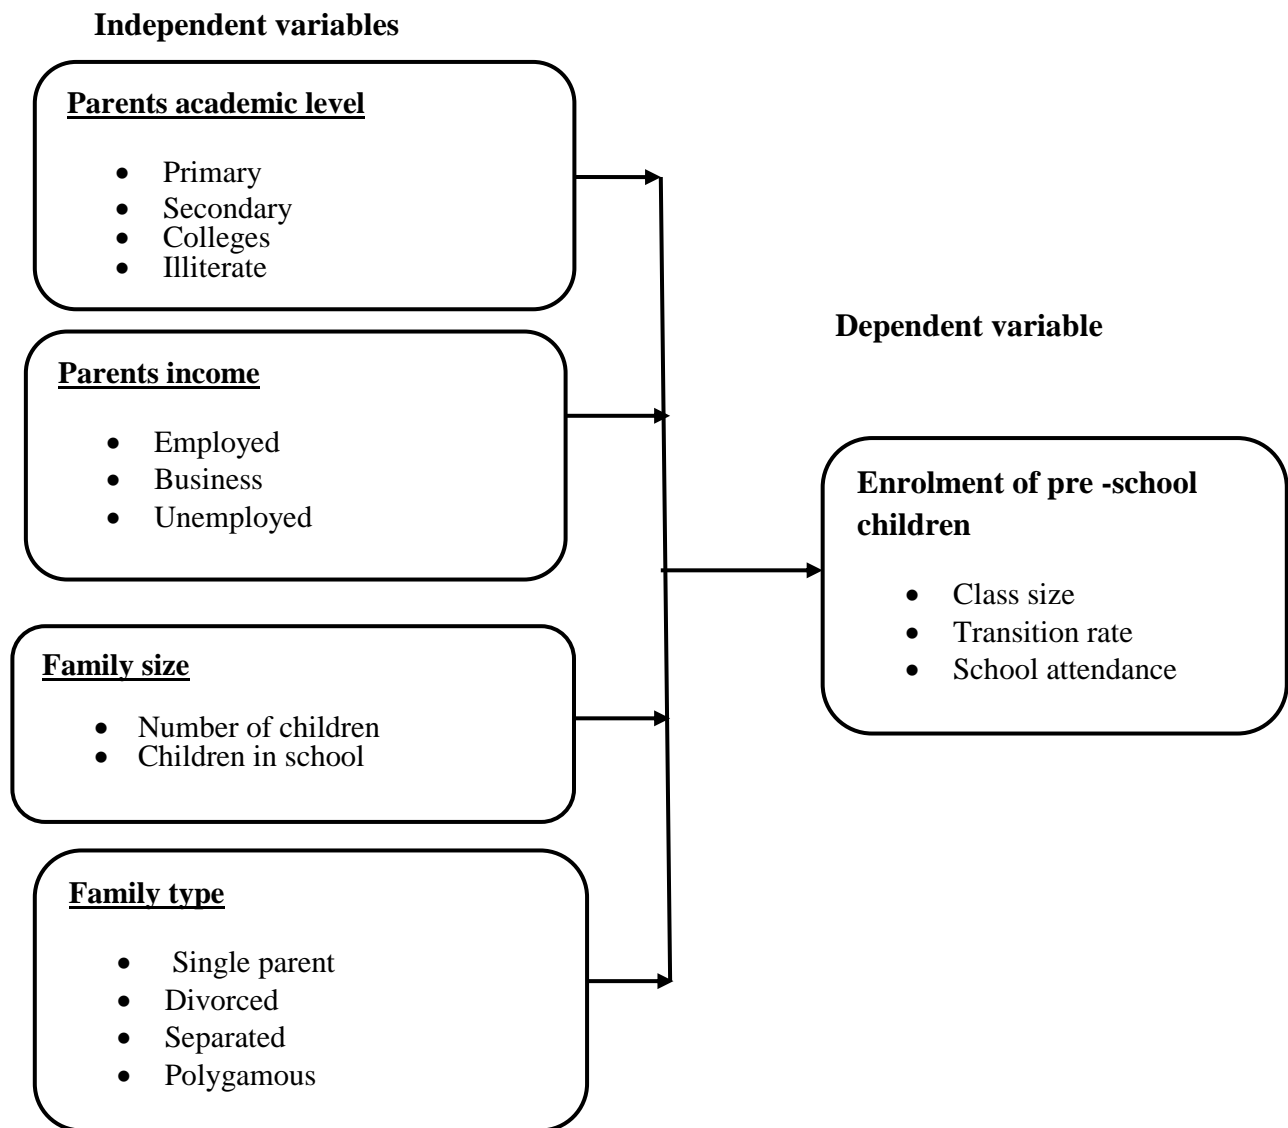 Independent variables
Parents academic level
• Primary
• Secondary
• Colleges
• Illiterate
Parents income
• Employed
• Business
• Unemployed
Family size
• Number of children
• Children in school
Family type
• Single parent
• Divorced
• Separated
• Polygamous
Dependent variable
Enrolment of pre -school
children
• Class size
• Transition rate
• School attendance